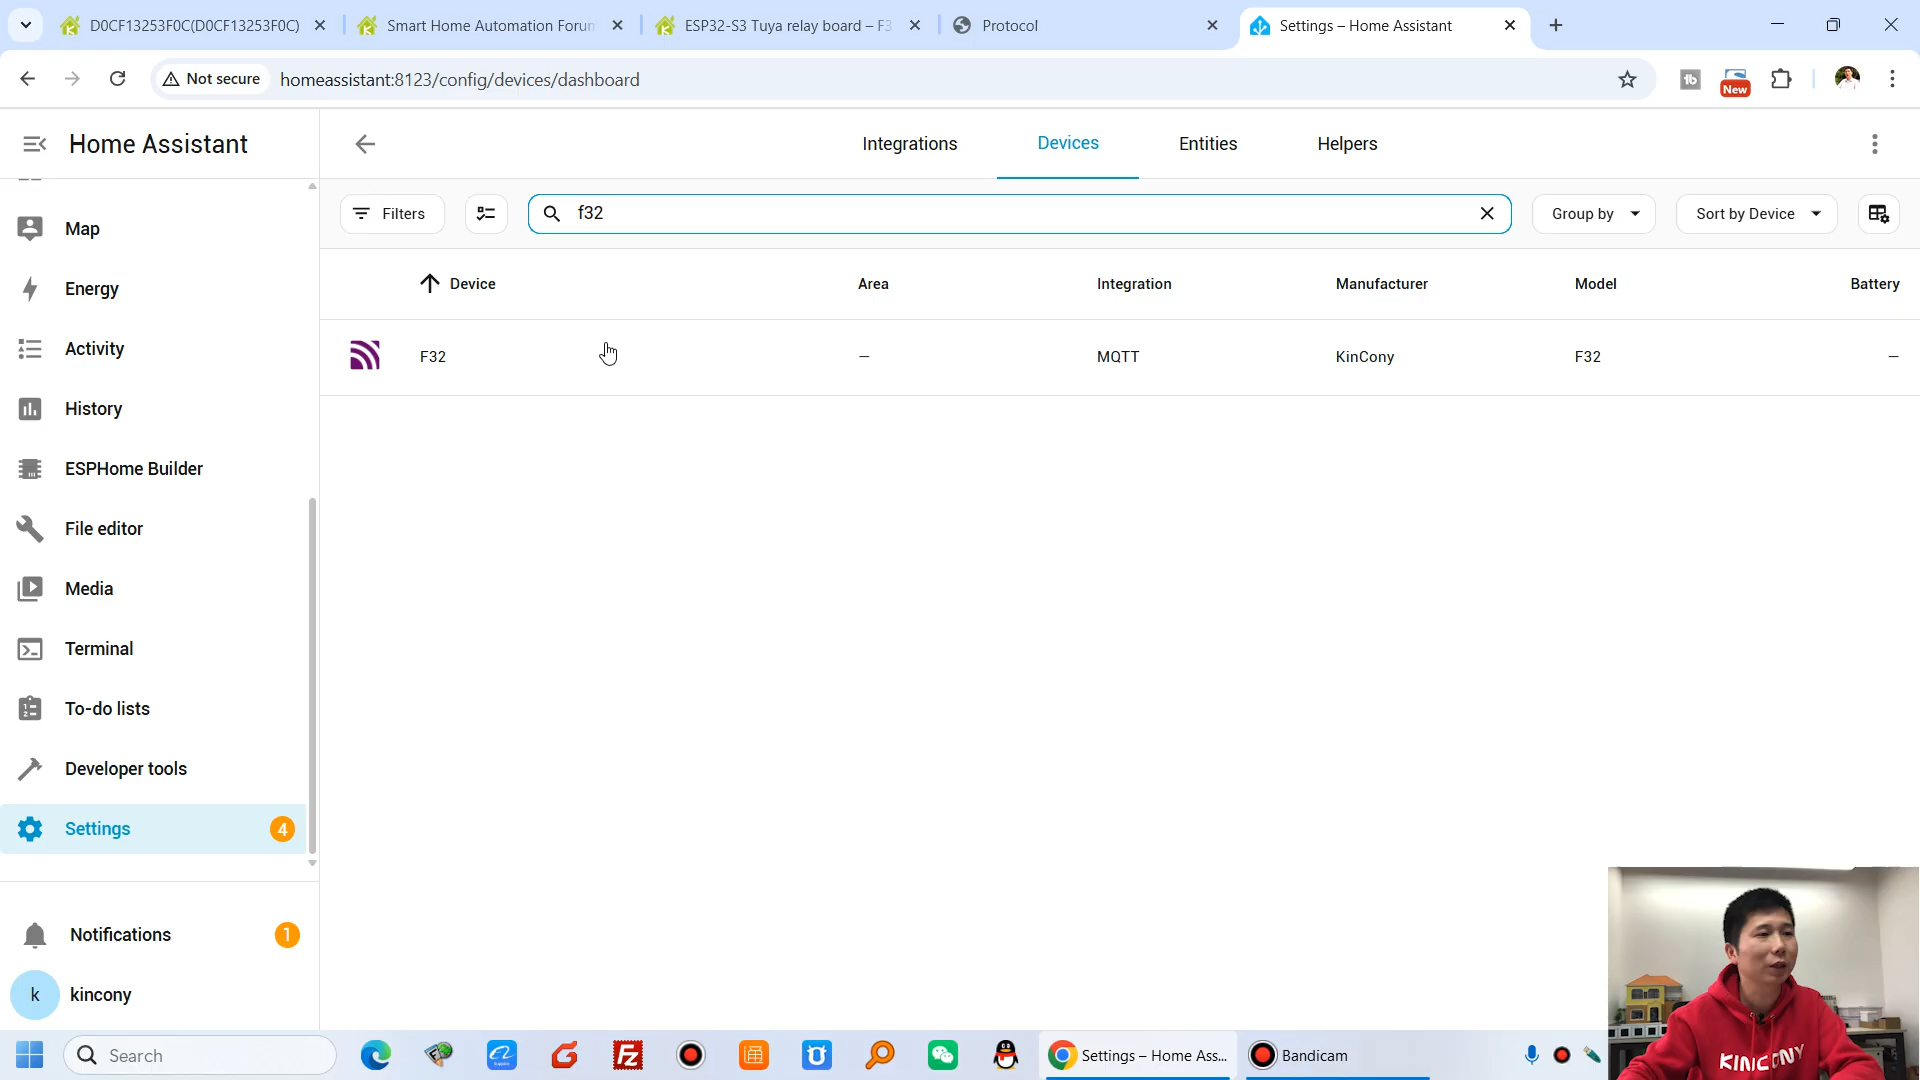 D0CF13253F0C(D0CF13253F0C)
Smart Home Automation Forum
ESP32-S3 Tuya relay board – F3
Protocol
Settings – Home Assistant
Not secure
homeassistant:8123/config/devices/dashboard
New
Home Assistant
Integrations
Devices
Entities
Helpers
Filters
f32
Group by
Sort by Device
Device
Area
Integration
Manufacturer
Model
Battery
F32
–
MQTT
KinCony
F32
–
Map
Energy
Activity
History
ESPHome Builder
File editor
Media
Terminal
To-do lists
Developer tools
Settings
4
Notifications
1
k
kincony
Search
Settings – Home Ass...
Bandicam
KINCONY